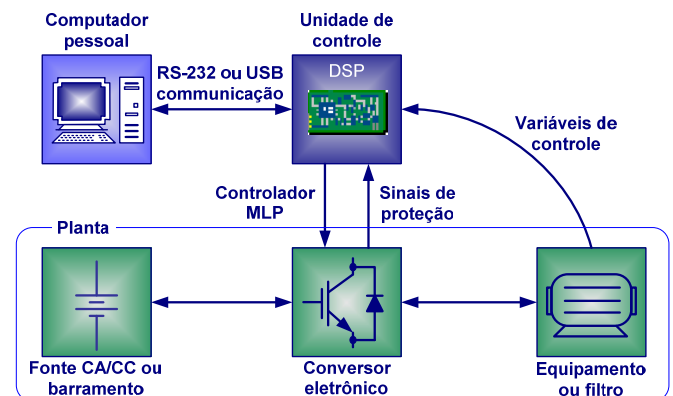 Computador
pessoal
Unidade de
controle
RS-232 ou USB
comunicação
DSP
Variáveis de
controle
Controlador
MLP
Sinais de
proteção
Planta
Fonte CA/CC ou
barramento
Conversor
eletrônico
Equipamento
ou filtro